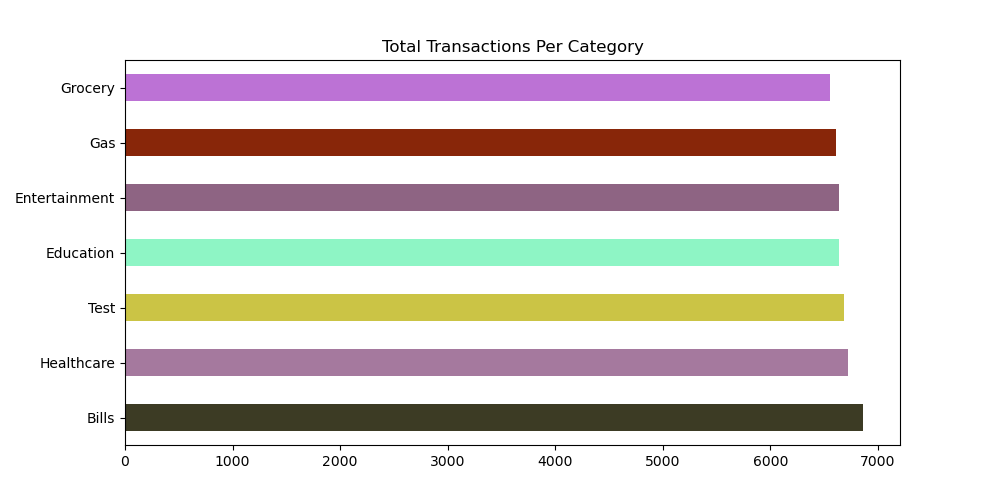 Total Transactions Per Category
Grocery
Gas
Entertainment
Education
Test
Healthcare
Bills
0 1000 2000 3000 4000 5000 6000 7000